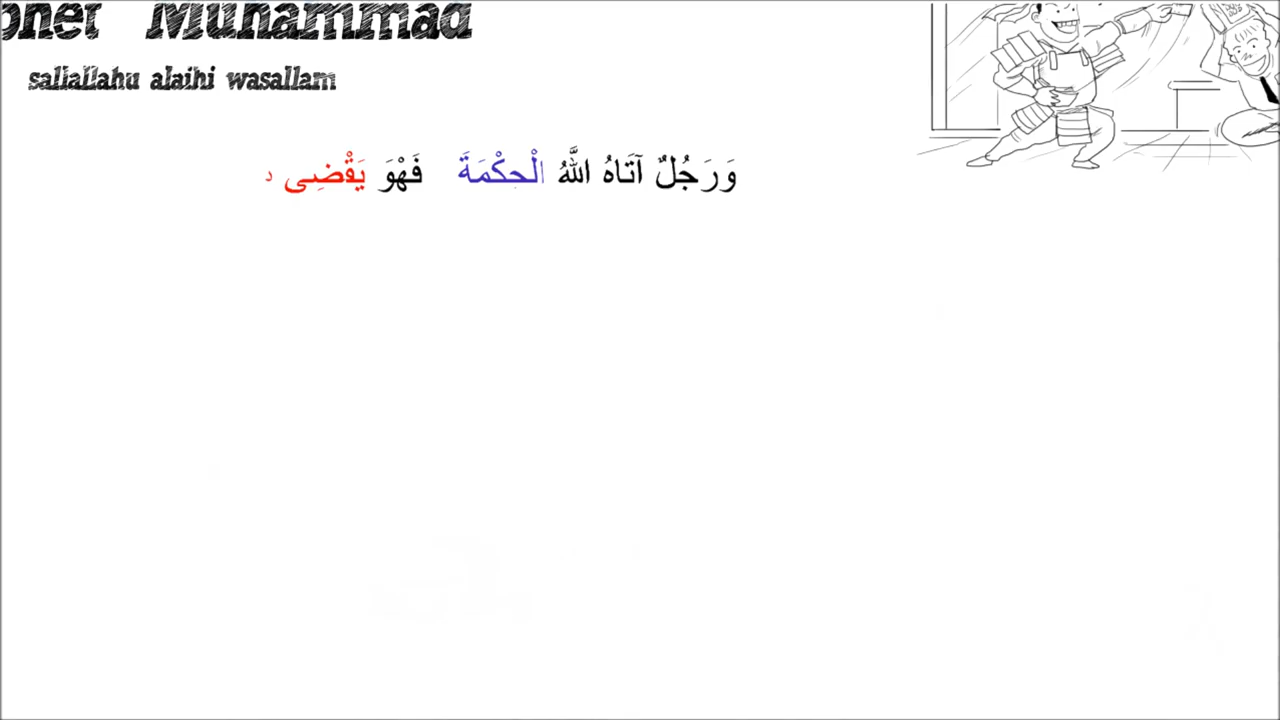 Muhammad
sallallahu alaihi wasallam
وَرَجُلٌ آتَاهُ اللَّهُ الْحِكْمَةَ فَهْوَ يَقْضِى